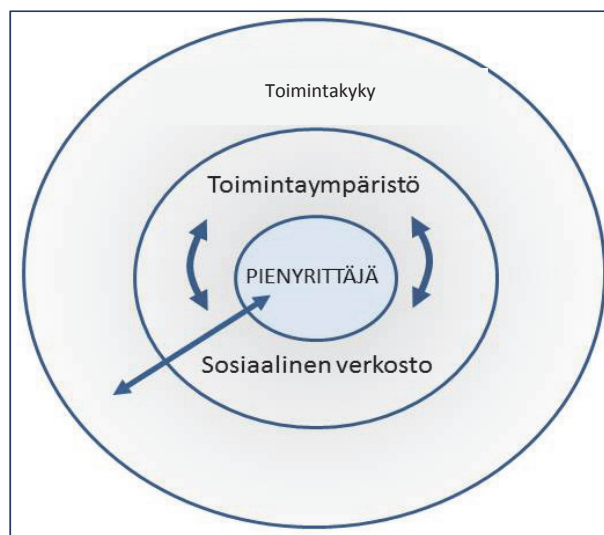 Toimintakyky
Toimintaympäristö
PIENYRITTÄJÄ
Sosiaalinen verkosto